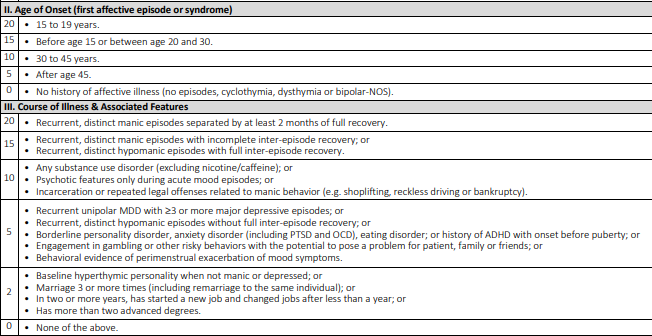 II. Age of Onset (first affective episode or syndrome)
20 • 15 to 19 years.
15 • Before age 15 or between age 20 and 30.
10 • 30 to 45 years.
5 • After age 45.
0 • No history of affective illness (no episodes, cyclothymia, dysthymia or bipolar-NOS).
III. Course of Illness & Associated Features
20 • Recurrent, distinct manic episodes separated by at least 2 months of full recovery.
15 • Recurrent, distinct manic episodes with incomplete inter-episode recovery; or
• Recurrent, distinct hypomanic episodes with full inter-episode recovery.
10 • Any substance use disorder (excluding nicotine/caffeine); or
• Psychotic features only during acute mood episodes; or
• Incarceration or repeated legal offenses related to manic behavior (e.g. shoplifting, reckless driving or bankruptcy).
5 • Recurrent unipolar MDD with ≥3 or more major depressive episodes; or
• Recurrent, distinct hypomanic episodes without full inter-episode recovery; or
• Borderline personality disorder, anxiety disorder (including PTSD and OCD), eating disorder; or history of ADHD with onset before puberty; or
• Engagement in gambling or other risky behaviors with the potential to pose a problem for patient, family or friends; or
• Behavioral evidence of perimenstrual exacerbation of mood symptoms.
2 • Baseline hyperthymic personality when not manic or depressed; or
• Marriage 3 or more times (including remarriage to the same individual); or
• In two or more years, has started a new job and changed jobs after less than a year; or
• Has more than two advanced degrees.
0 • None of the above.